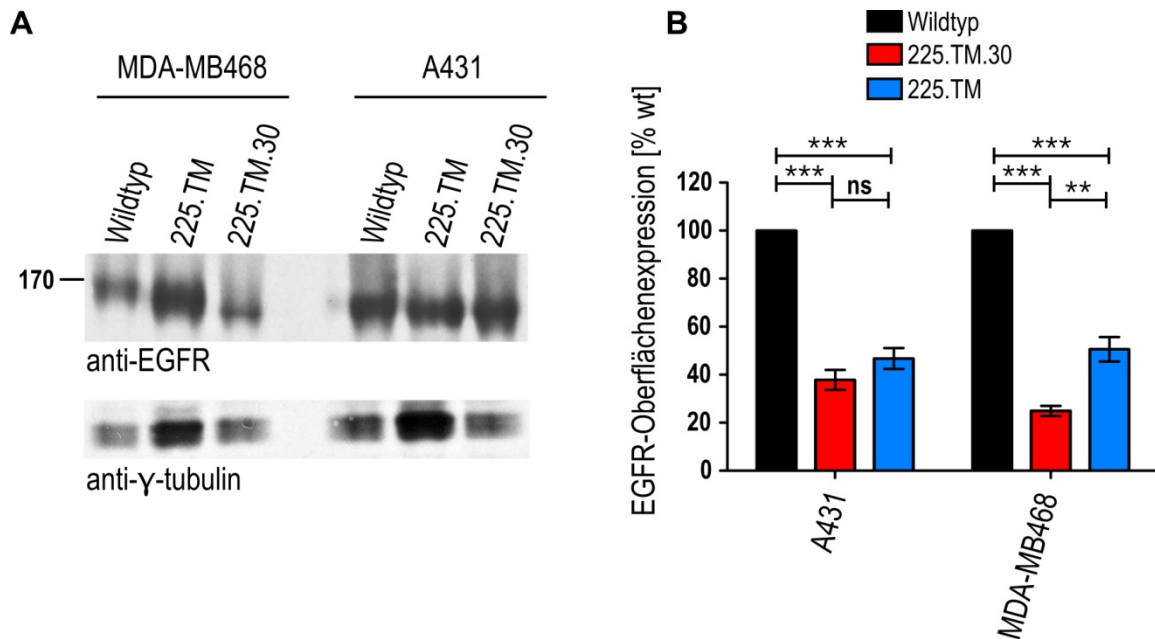 A
MDA-MB468 A431
Wildtyp 225.TM 225.TM.30 Wildtyp 225.TM 225.TM.30
170
anti-EGFR
anti-γ-tubulin
B
Wildtyp
225.TM.30
225.TM
*** ***
*** ns *** **
EGFR-Oberflächenexpression [% wt]
120
100
80
60
40
20
0
A431
MDA-MB468